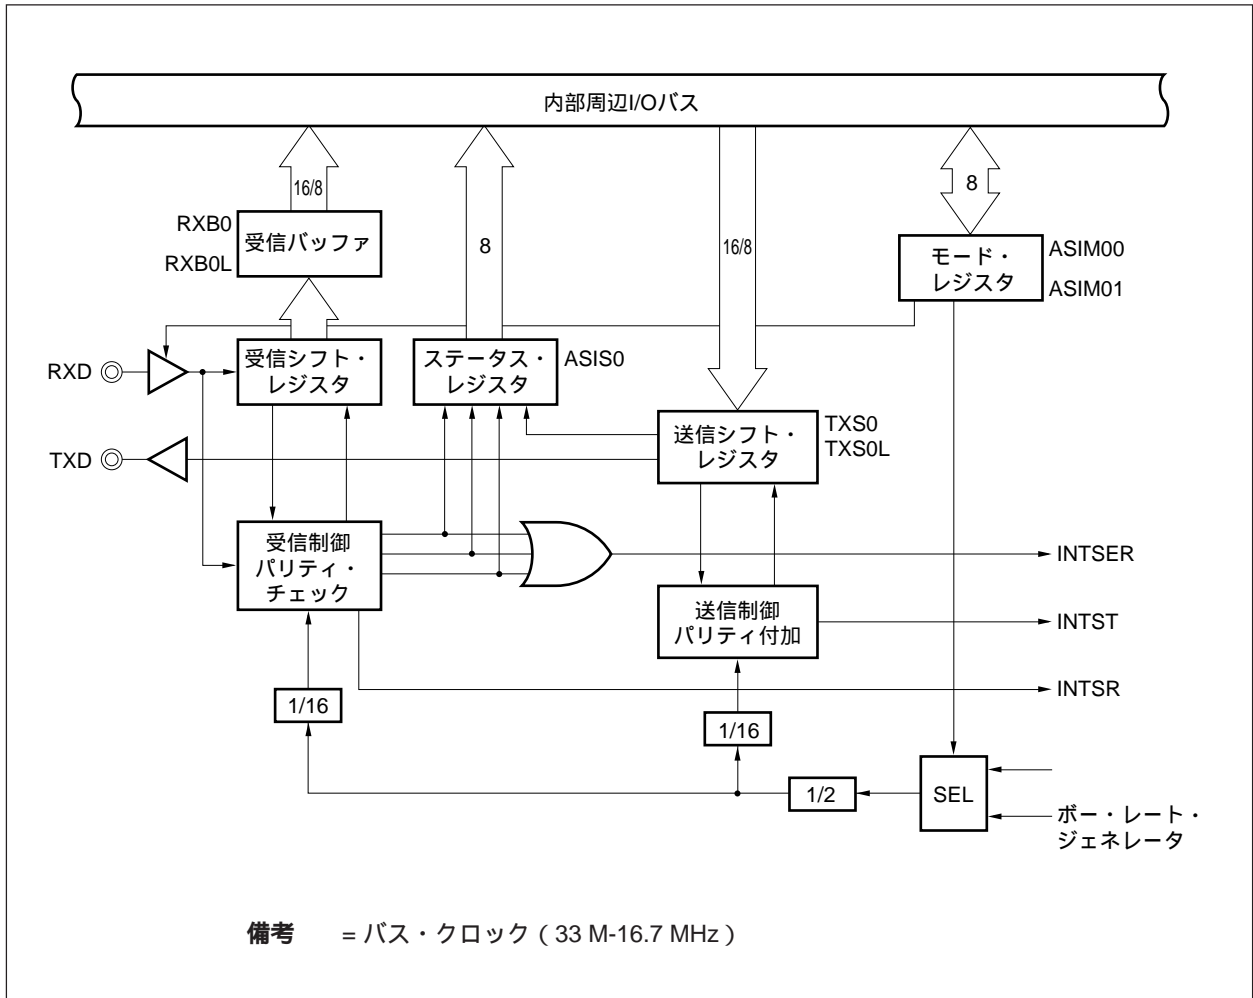 内部周辺I/Oバス
16/8
8
16/8
8
RXB0
RXB0L
受信バッファ
モード・
レジスタ
ASIM00
ASIM01
RXD
受信シフト・
レジスタ
ステータス・
レジスタ
ASIS0
TXD
送信シフト・
レジスタ
TXS0
TXS0L
受信制御
パリティ・
チェック
INTSER
送信制御
パリティ付加
INTST
INTSR
1/16
1/16
1/2
SEL
ボー・レート・
ジェネレータ
備考 = バス・クロック（33 M-16.7 MHz）